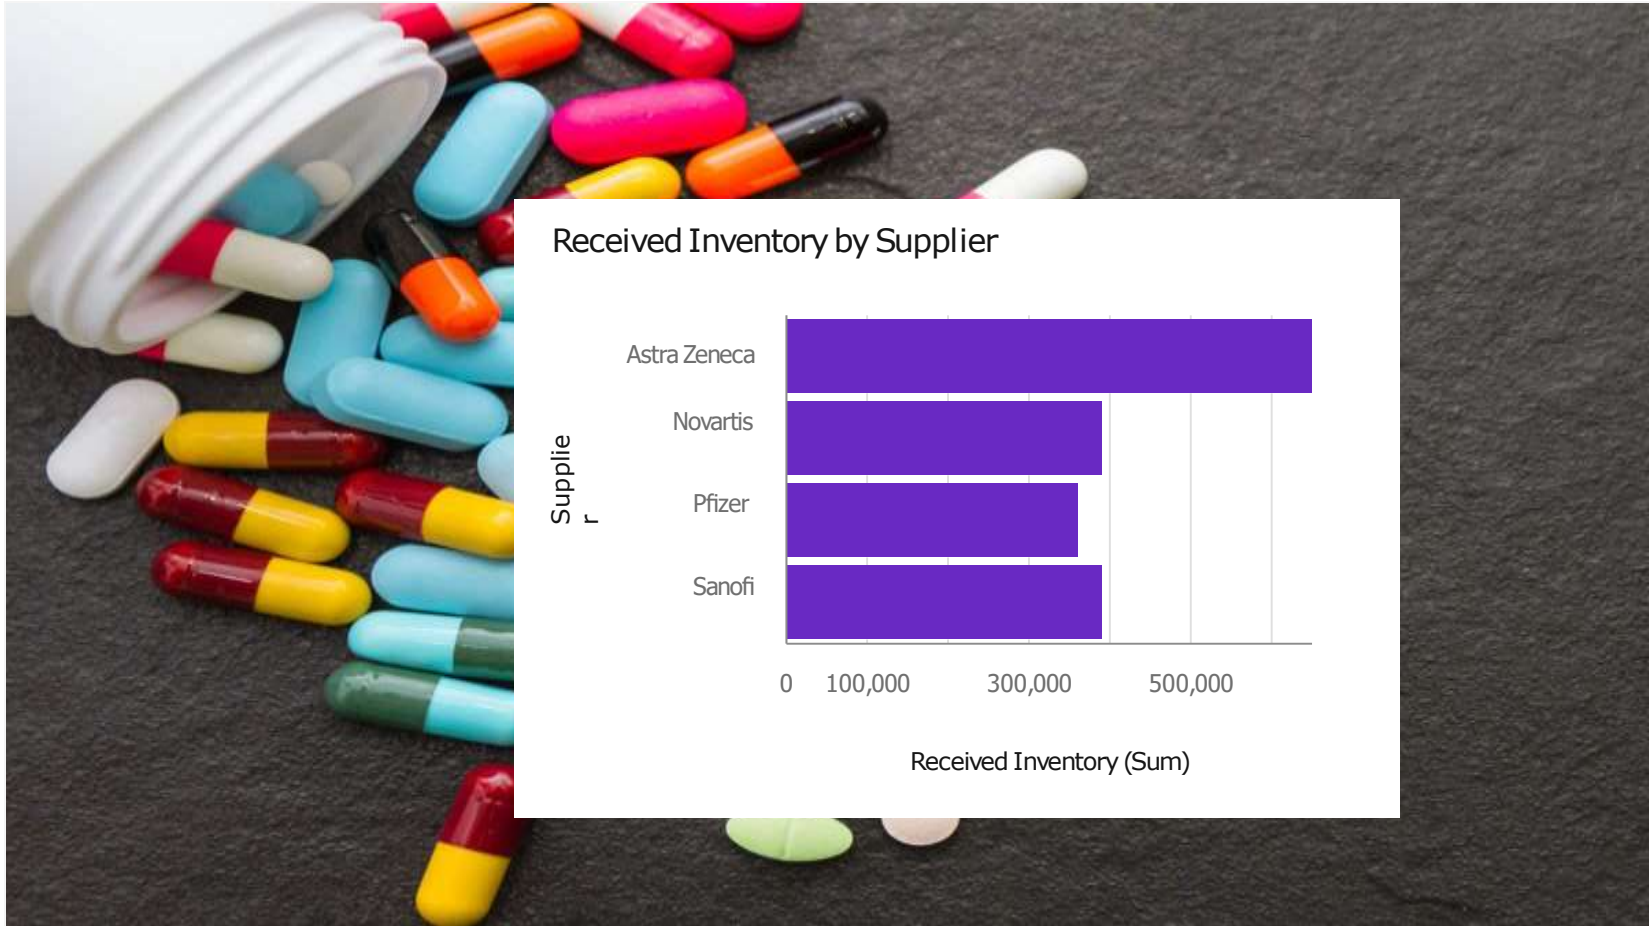 Received Inventory by Supplier
Astra Zeneca
Novartis
Pfizer
Sanofi
Supplie
r
0 100,000 300,000 500,000
Received Inventory (Sum)